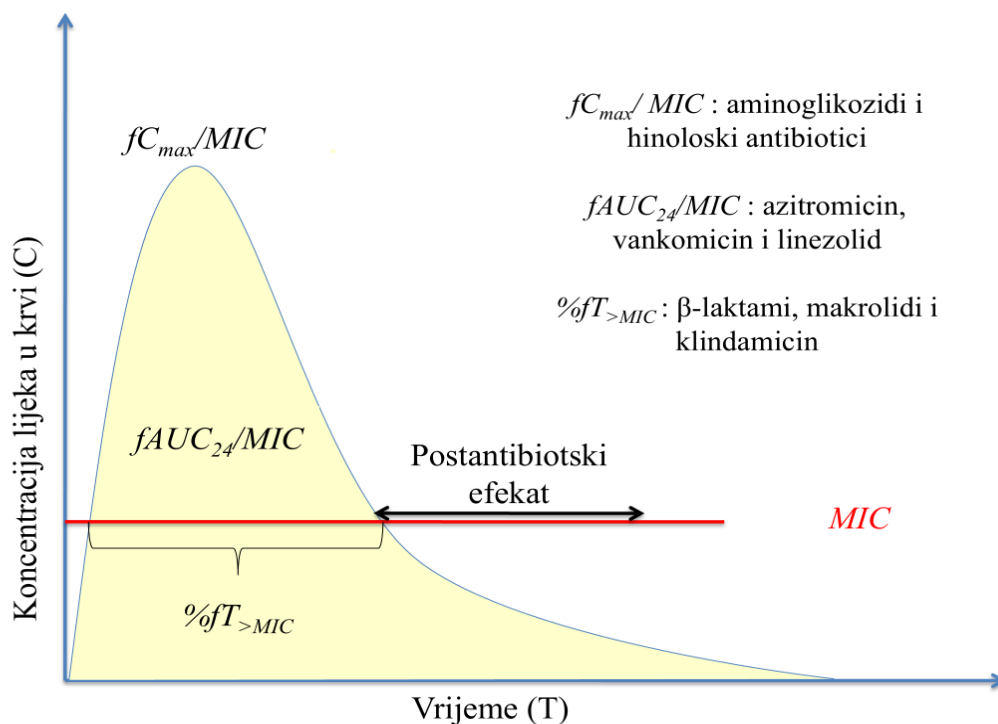 Koncentracija lijeka u krvi (C)
fCmax/MIC
fAUC24/MIC
%fT>MIC
Postantibiotski
efekat
MIC
Vrijeme (T)
fCmax/ MIC : aminoglikozidi i
hinoloski antibiotici
fAUC24/MIC : azitromicin,
vankomicin i linezolid
%fT>MIC : β-laktami, makrolidi i
klindamicin